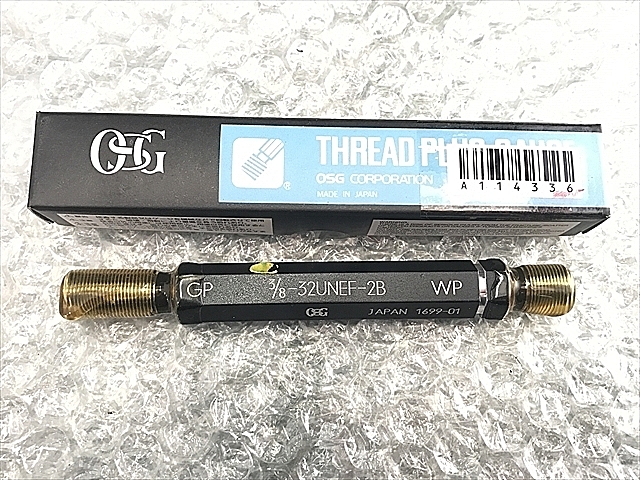 OSG
THREAD PLUG GAUGE
OSG CORPORATION
MADE IN JAPAN
A114336
GP 3/8-32UNEF-2B WP
OSG JAPAN 1699-01